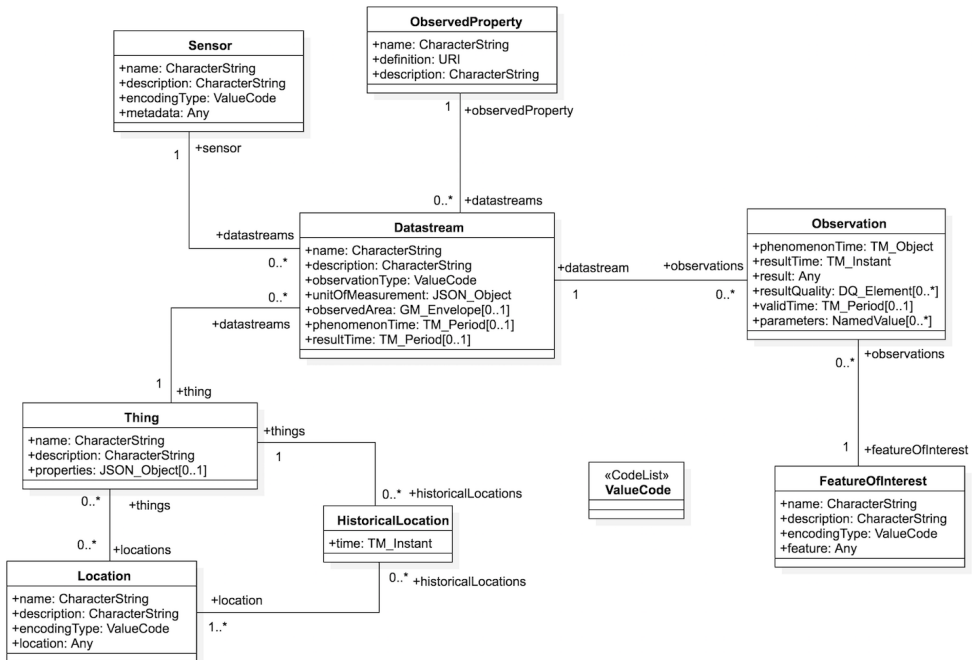 ObservedProperty
+name: CharacterString
+definition: URI
+description: CharacterString
Sensor
+name: CharacterString
+description: CharacterString
+encodingType: ValueCode
+metadata: Any
1
+observedProperty
1
+sensor
0..*
+datastreams
+datastreams
0..*
Datastream
+name: CharacterString
+description: CharacterString
+observationType: ValueCode
+unitOfMeasurement: JSON_Object
+observedArea: GM_Envelope[0..1]
+phenomenonTime: TM_Period[0..1]
+resultTime: TM_Period[0..1]
+datastream
1
+observations
0..*
Observation
+phenomenonTime: TM_Object
+resultTime: TM_Instant
+result: Any
+resultQuality: DQ_Element[0..*]
+validTime: TM_Period[0..1]
+parameters: NamedValue[0..*]
0..*
+datastreams
+observations
0..*
1
+thing
Thing
+name: CharacterString
+description: CharacterString
+properties: JSON_Object[0..1]
+things
1
1
+featureOfInterest
FeatureOfInterest
+name: CharacterString
+description: CharacterString
+encodingType: ValueCode
+feature: Any
«CodeList»
ValueCode
0..*
+things
0..*
+historicalLocations
HistoricalLocation
+time: TM_Instant
0..*
+locations
0..*
+historicalLocations
Location
+name: CharacterString
+description: CharacterString
+encodingType: ValueCode
+location: Any
+location
1..*